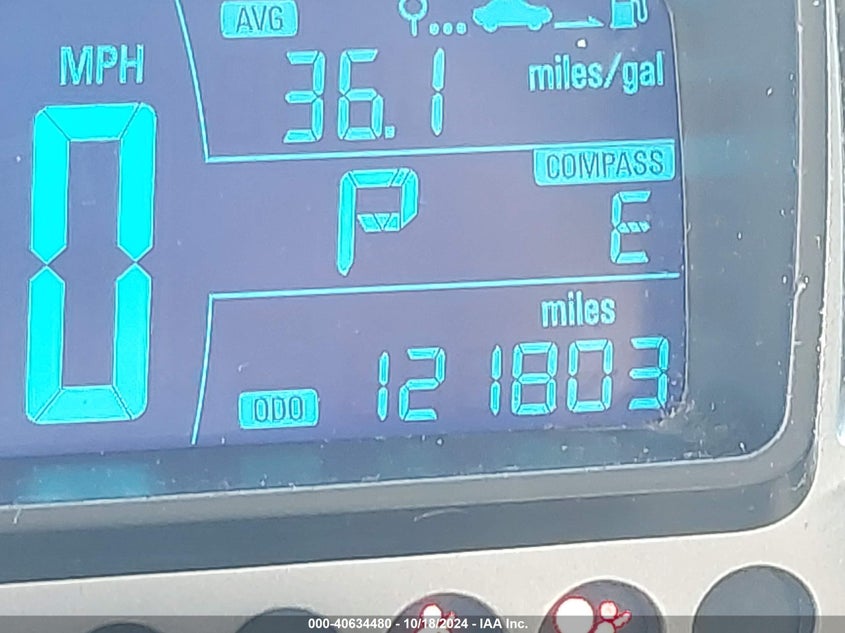 AVG
MPH
36.1 miles/gal
0
COMPASS
P E
miles
ODO 121803
000-40634480 - 10/18/2024 - IAA Inc.